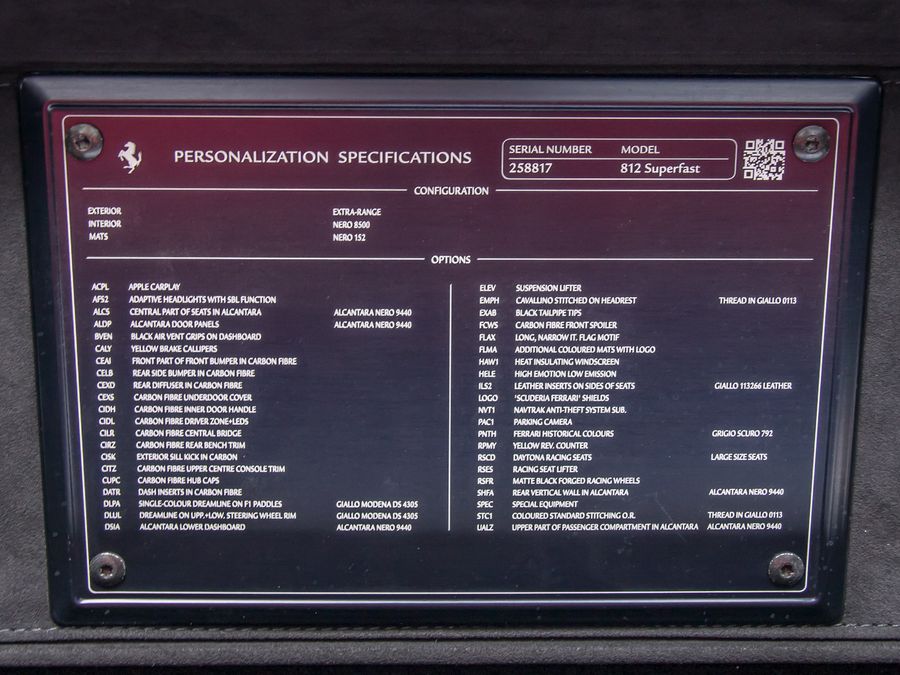 PERSONALIZATION SPECIFICATIONS
SERIAL NUMBER MODEL
258817 812 Superfast
CONFIGURATION
EXTERIOR EXTRA-RANGE
INTERIOR NERO 8500
MATS NERO 152
OPTIONS
ACPL APPLE CARPLAY
AFS2 ADAPTIVE HEADLIGHTS WITH SBL FUNCTION
ALC5 CENTRAL PART OF SEATS IN ALCANTARA ALCANTARA NERO 9440
ALDP ALCANTARA DOOR PANELS ALCANTARA NERO 9440
BVEN BLACK AIR VENT GRIPS ON DASHBOARD
CALY YELLOW BRAKE CALLIPERS
CEA1 FRONT PART OF FRONT BUMPER IN CARBON FIBRE
CELB REAR SIDE BUMPER IN CARBON FIBRE
CEXD REAR DIFFUSER IN CARBON FIBRE
CEXS CARBON FIBRE UNDERDOOR COVER
CIDH CARBON FIBRE INNER DOOR HANDLE
CIDL CARBON FIBRE DRIVER ZONE+LEDS
CILR CARBON FIBRE CENTRAL BRIDGE
CIRZ CARBON FIBRE REAR BENCH TRIM
CISK EXTERIOR SILL KICK IN CARBON
CITZ CARBON FIBRE UPPER CENTRE CONSOLE TRIM
CUPC CARBON FIBRE HUB CAPS
DATR DASH INSERTS IN CARBON FIBRE
DLPA SINGLE-COLOUR DREAMLINE ON F1 PADDLES GIALLO MODENA DS 4305
DLUL DREAMLINE ON UPP.+LOW. STEERING WHEEL RIM GIALLO MODENA DS 4305
DSIA ALCANTARA LOWER DASHBOARD ALCANTARA NERO 9440
ELEV SUSPENSION LIFTER
EMPH CAVALLINO STITCHED ON HEADREST THREAD IN GIALLO 0113
EXAB BLACK TAILPIPE TIPS
FCWS CARBON FIBRE FRONT SPOILER
FLAX LONG, NARROW IT. FLAG MOTIF
FLMA ADDITIONAL COLOURED MATS WITH LOGO
HAW1 HEAT INSULATING WINDSCREEN
HELE HIGH EMOTION LOW EMISSION
ILS2 LEATHER INSERTS ON SIDES OF SEATS GIALLO 113266 LEATHER
LOGO 'SCUDERIA FERRARI' SHIELDS
NVT1 NAVTRAK ANTI-THEFT SYSTEM SUB.
PAC1 PARKING CAMERA
PNTH FERRARI HISTORICAL COLOURS GRIGIO SCURO 792
RPMY YELLOW REV. COUNTER
RSCD DAYTONA RACING SEATS LARGE SIZE SEATS
RSES RACING SEAT LIFTER
RSFR MATTE BLACK FORGED RACING WHEELS
SHFA REAR VERTICAL WALL IN ALCANTARA ALCANTARA NERO 9440
SPEC SPECIAL EQUIPMENT
STC1 COLOURED STANDARD STITCHING O.R. THREAD IN GIALLO 0113
UALZ UPPER PART OF PASSENGER COMPARTMENT IN ALCANTARA ALCANTARA NERO 9440